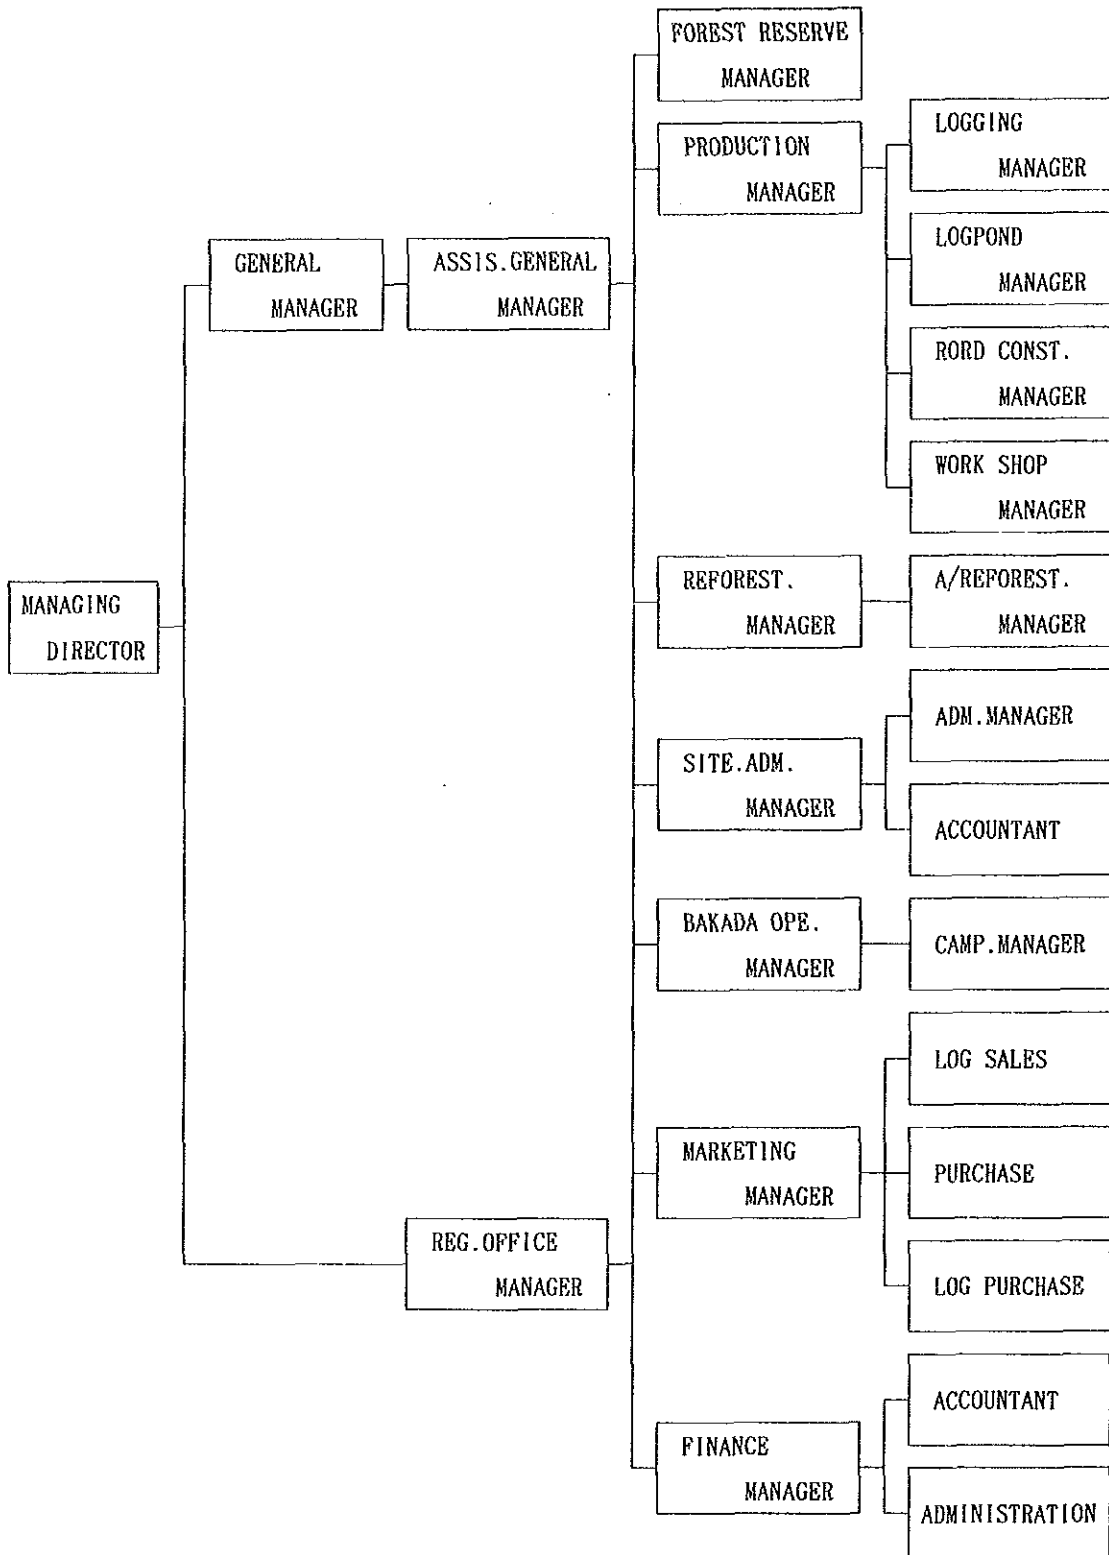 MANAGING
DIRECTOR
GENERAL
MANAGER
ASSIS.GENERAL
MANAGER
REG.OFFICE
MANAGER
FOREST RESERVE
MANAGER
PRODUCTION
MANAGER
LOGGING
MANAGER
LOGPOND
MANAGER
RORD CONST.
MANAGER
WORK SHOP
MANAGER
REFOREST.
MANAGER
A/REFOREST.
MANAGER
SITE.ADM.
MANAGER
ADM.MANAGER
ACCOUNTANT
BAKADA OPE.
MANAGER
CAMP.MANAGER
MARKETING
MANAGER
LOG SALES
PURCHASE
LOG PURCHASE
FINANCE
MANAGER
ACCOUNTANT
ADMINISTRATION